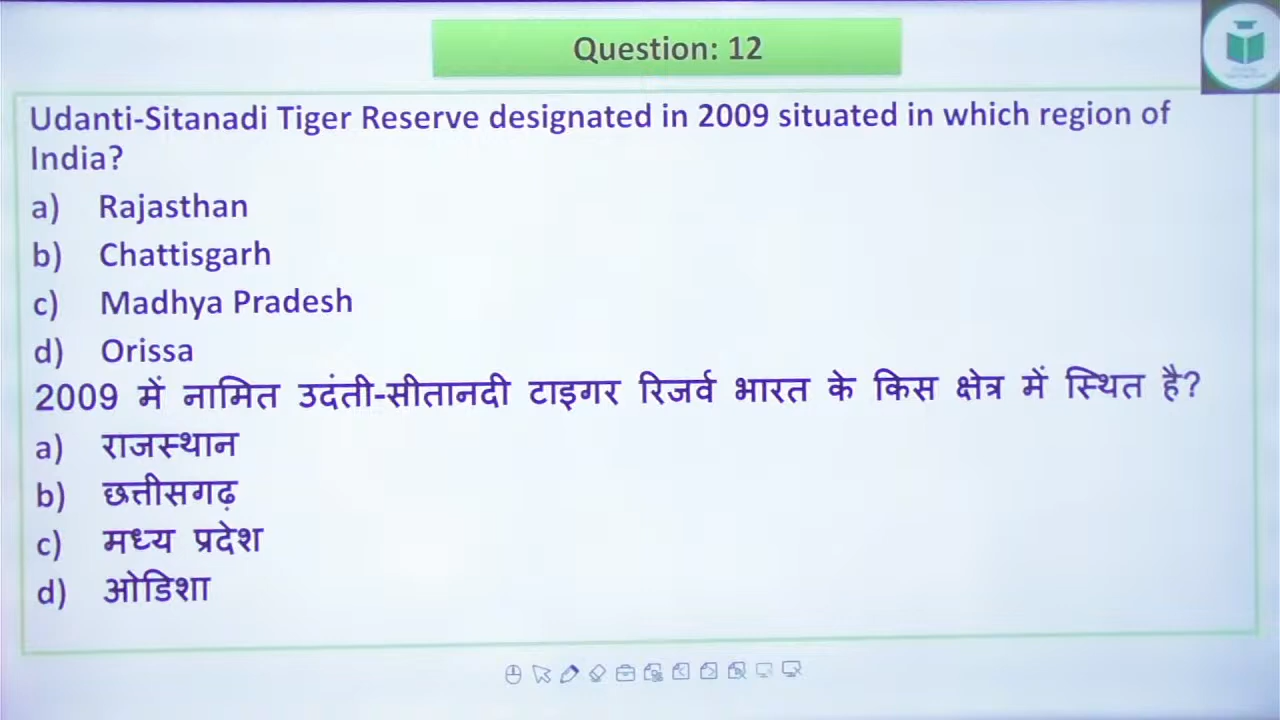 Question: 12
Udanti-Sitanadi Tiger Reserve designated in 2009 situated in which region of
India?
a) Rajasthan
b) Chattisgarh
c) Madhya Pradesh
d) Orissa
2009 में नामित उदंती-सीतानदी टाइगर रिजर्व भारत के किस क्षेत्र में स्थित है?
a) राजस्थान
b) छत्तीसगढ़
c) मध्य प्रदेश
d) ओडिशा